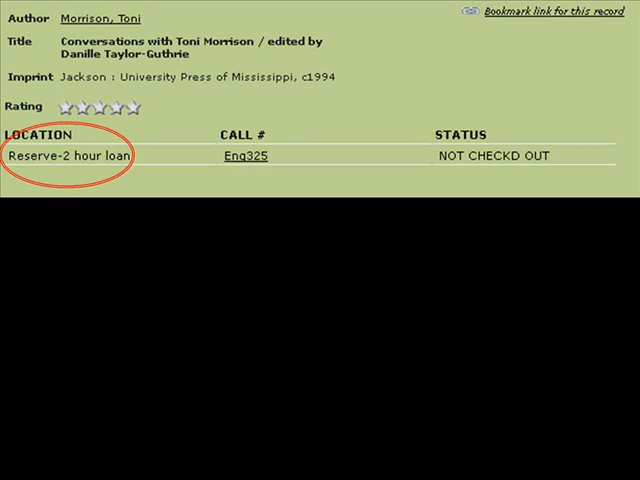 Bookmark link for this record
Author Morrison, Toni
Title Conversations with Toni Morrison / edited by
Danille Taylor-Guthrie
Imprint Jackson : University Press of Mississippi, c1994
Rating
LOCATION CALL # STATUS
Reserve-2 hour loan Eng325 NOT CHECKD OUT